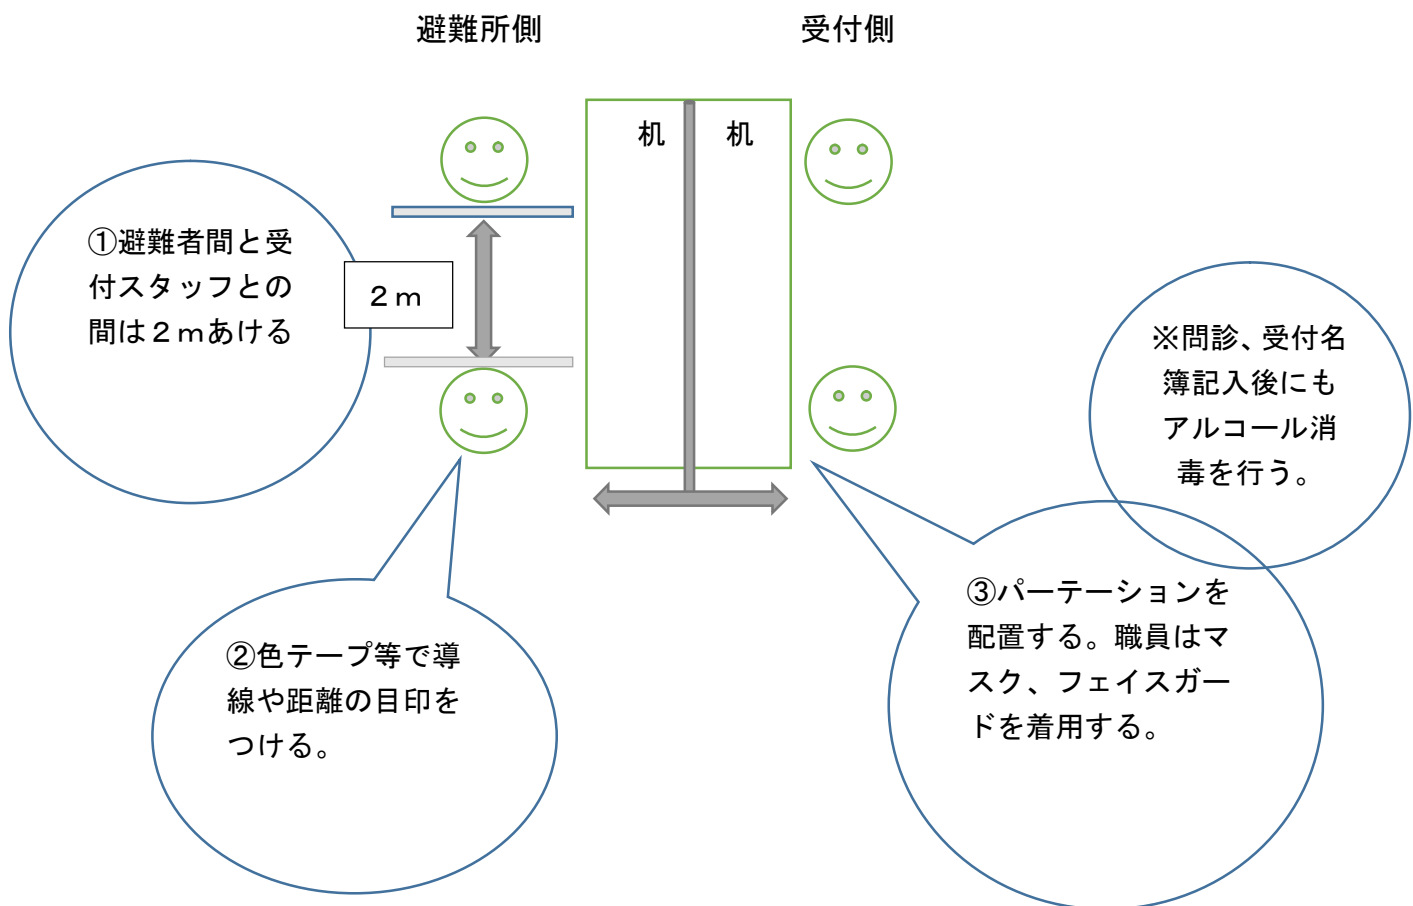 避難所側
受付側
机
机
①避難者間と受
付スタッフとの
間は２ｍあける
２ｍ
※問診、受付名
簿記入後にも
アルコール消
毒を行う。
②色テープ等で導
線や距離の目印を
つける。
③パーテーションを
配置する。職員はマ
スク、フェイスガー
ドを着用する。